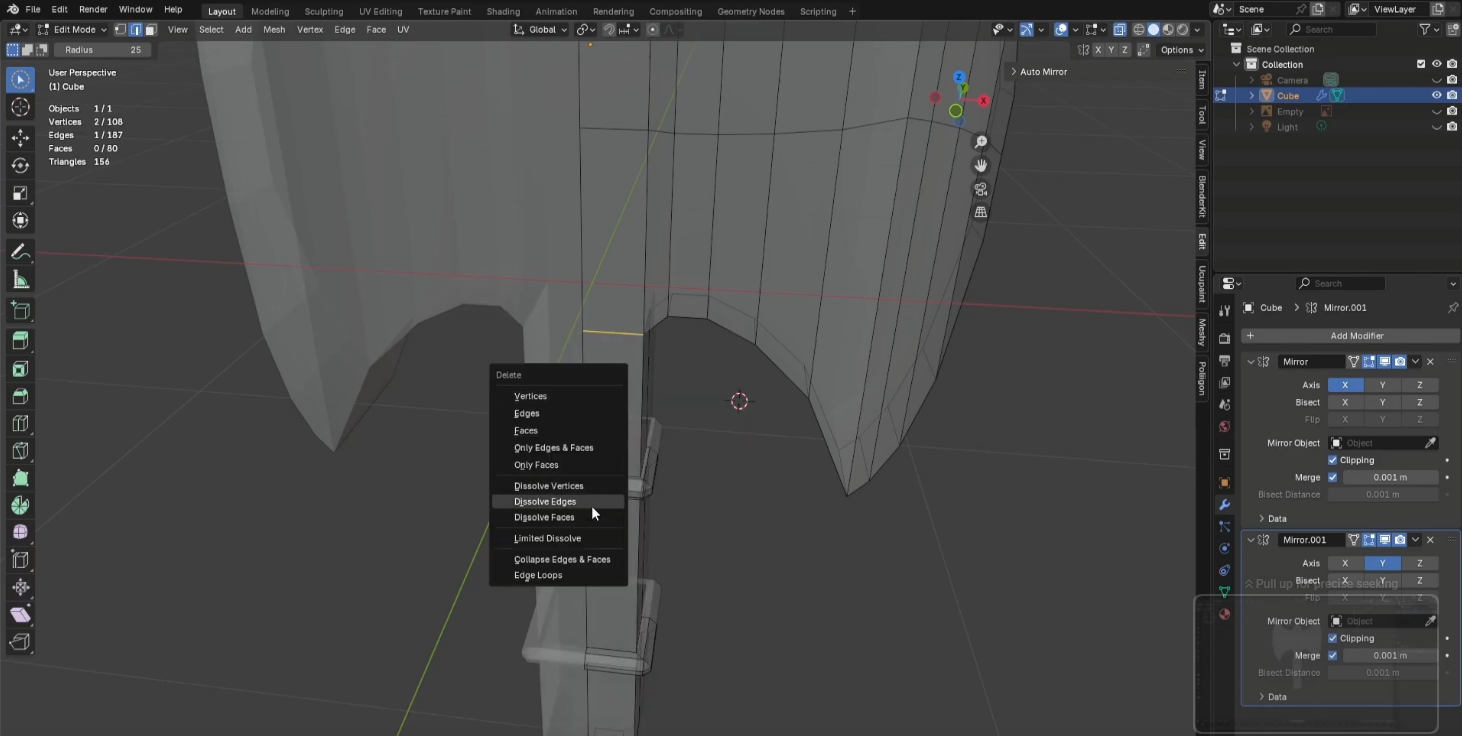 File Edit Render Window Help Layout Modeling Sculpting UV Editing Texture Paint Shading Animation Rendering Compositing Geometry Nodes Scripting + Scene ViewLayer
Edit Mode View Select Add Mesh Vertex Edge Face UV Global Search
Radius 25 X Y Z Options
User Perspective
(1) Cube
Objects 1/1
Vertices 2/108
Edges 1/187
Faces 0/80
Triangles 156
Auto Mirror
Z
Y
X
Item
Tool
View
BlenderKit
Edit
Ucupaint
Meshy
Poliigon
Delete
Vertices
Edges
Faces
Only Edges & Faces
Only Faces
Dissolve Vertices
Dissolve Edges
Dissolve Faces
Limited Dissolve
Collapse Edges & Faces
Edge Loops
Scene Collection
Collection
Camera
Cube
Empty
Light
Search
Cube > Mirror.001
Add Modifier
Mirror
Axis X Y Z
Bisect X Y Z
Flip X Y Z
Mirror Object Object
Clipping
Merge 0.001 m
Bisect Distance 0.001 m
Data
Mirror.001
Axis X Y Z
Bisect X Y Z
Pull up for precise seeking
Flip X Y Z
Mirror Object Object
Clipping
Merge 0.001 m
Bisect Distance 0.001 m
Data